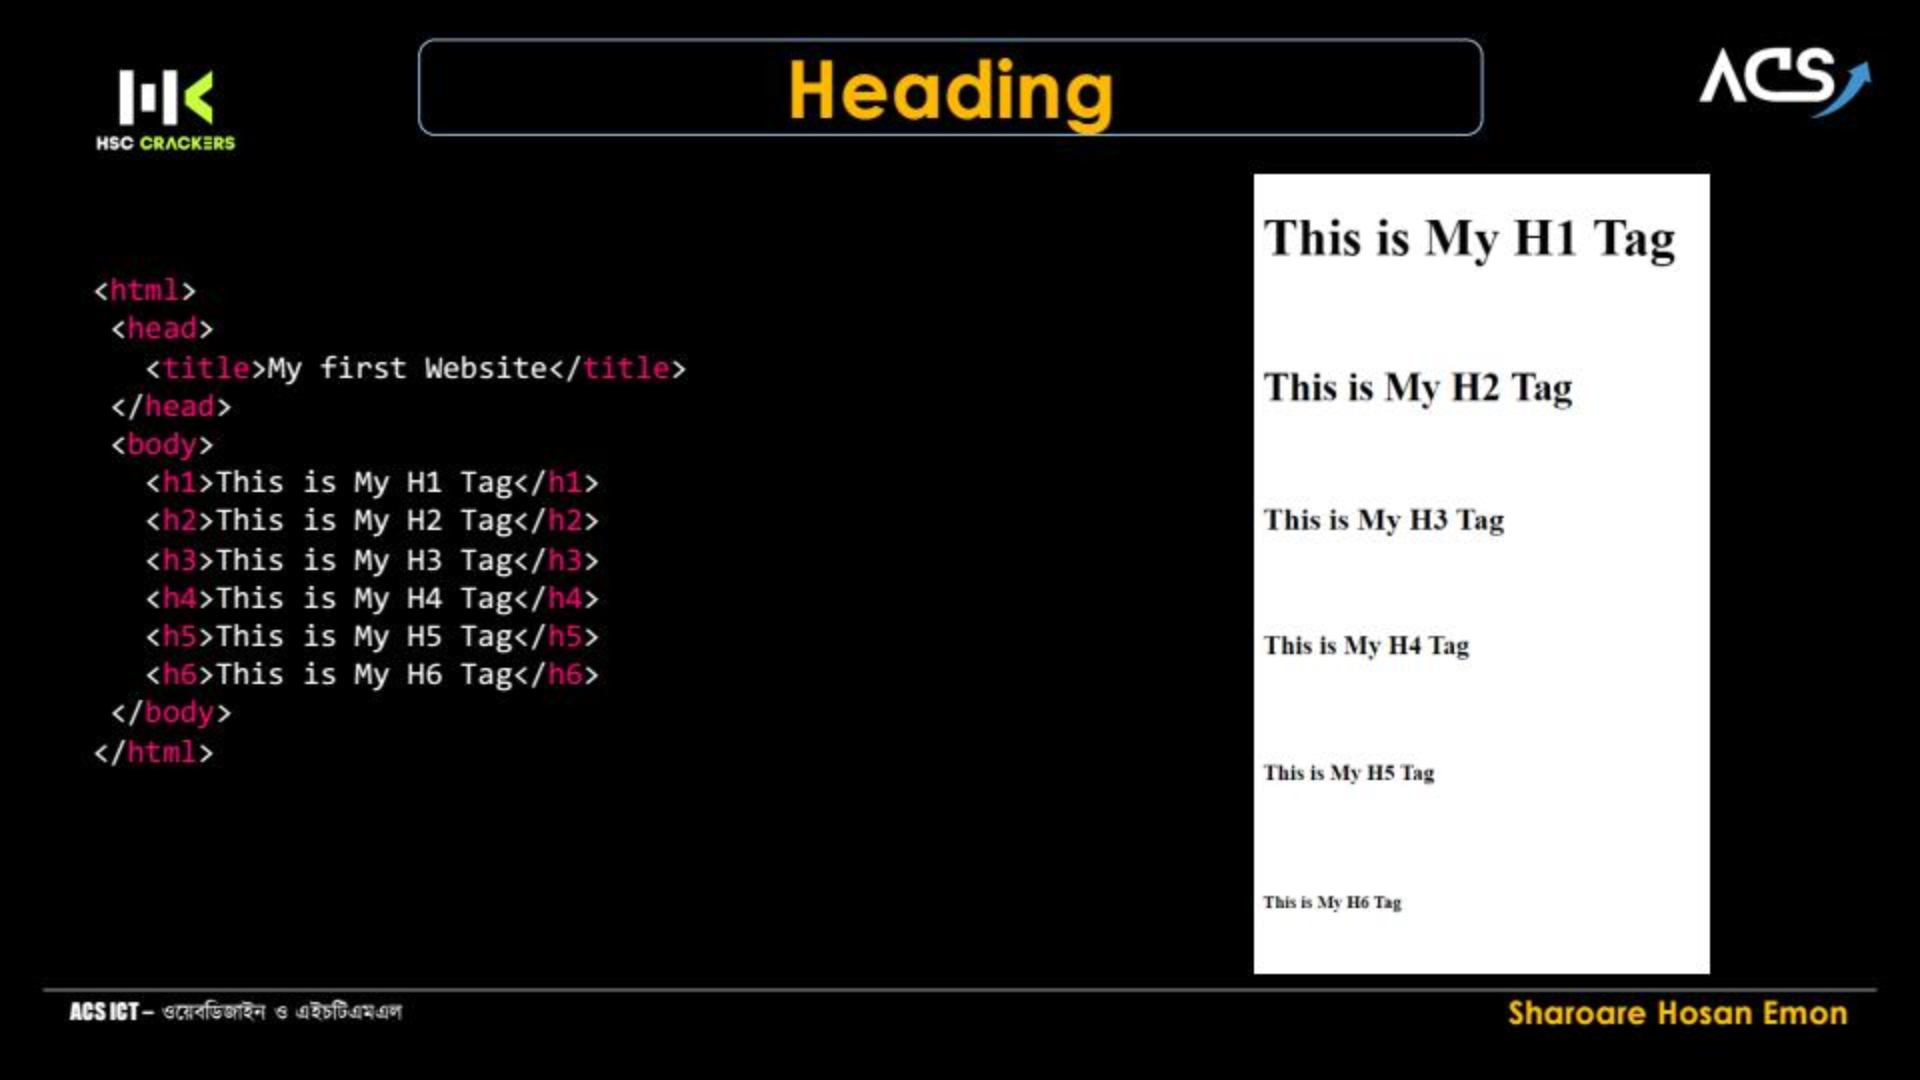 Heading
HSC CRACKERS
ACS
<html>
<head>
<title>My first Website</title>
</head>
<body>
<h1>This is My H1 Tag</h1>
<h2>This is My H2 Tag</h2>
<h3>This is My H3 Tag</h3>
<h4>This is My H4 Tag</h4>
<h5>This is My H5 Tag</h5>
<h6>This is My H6 Tag</h6>
</body>
</html>
This is My H1 Tag
This is My H2 Tag
This is My H3 Tag
This is My H4 Tag
This is My H5 Tag
This is My H6 Tag
ACS ICT – ওয়েবডিজাইন ও এইচটিএমএল
Sharoare Hosan Emon